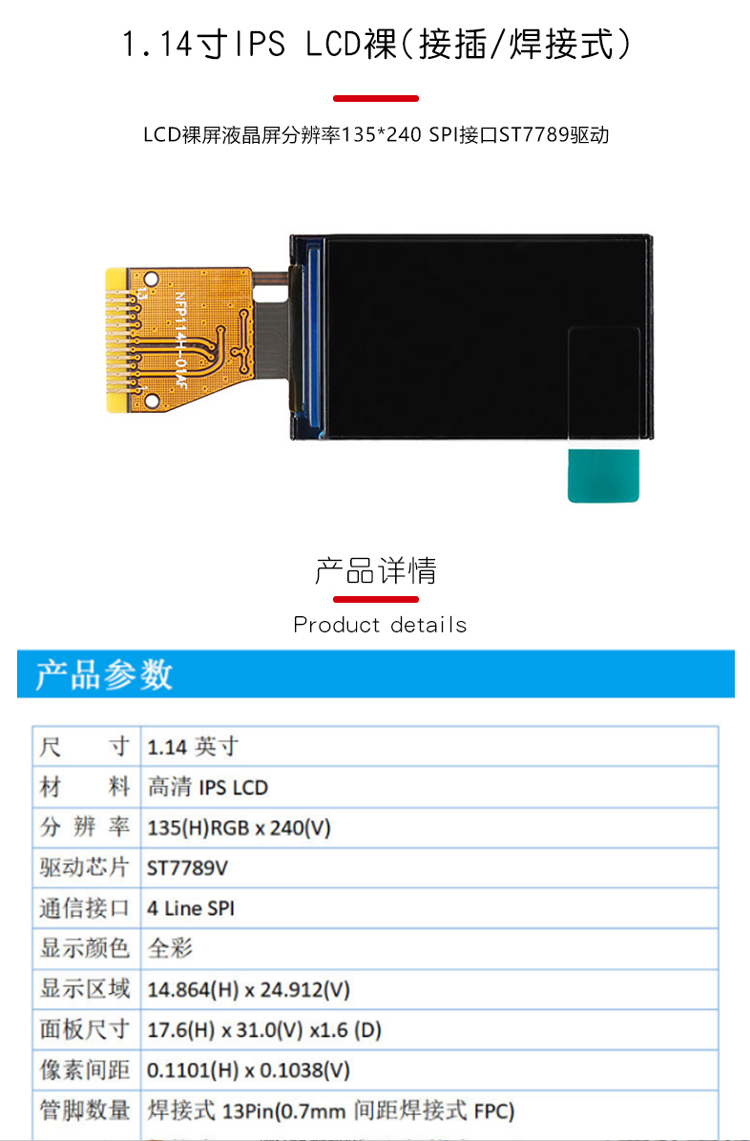 1.14寸IPS LCD裸(接插/焊接式)
LCD裸屏液晶屏分辨率135*240 SPI接口ST7789驱动
13
NFP114H-01AF
1
产品详情
Product details
产品参数
尺 寸 1.14 英寸
材 料 高清 IPS LCD
分 辨 率 135(H)RGB x 240(V)
驱动芯片 ST7789V
通信接口 4 Line SPI
显示颜色 全彩
显示区域 14.864(H) x 24.912(V)
面板尺寸 17.6(H) x 31.0(V) x1.6 (D)
像素间距 0.1101(H) x 0.1038(V)
管脚数量 焊接式 13Pin(0.7mm 间距焊接式 FPC)